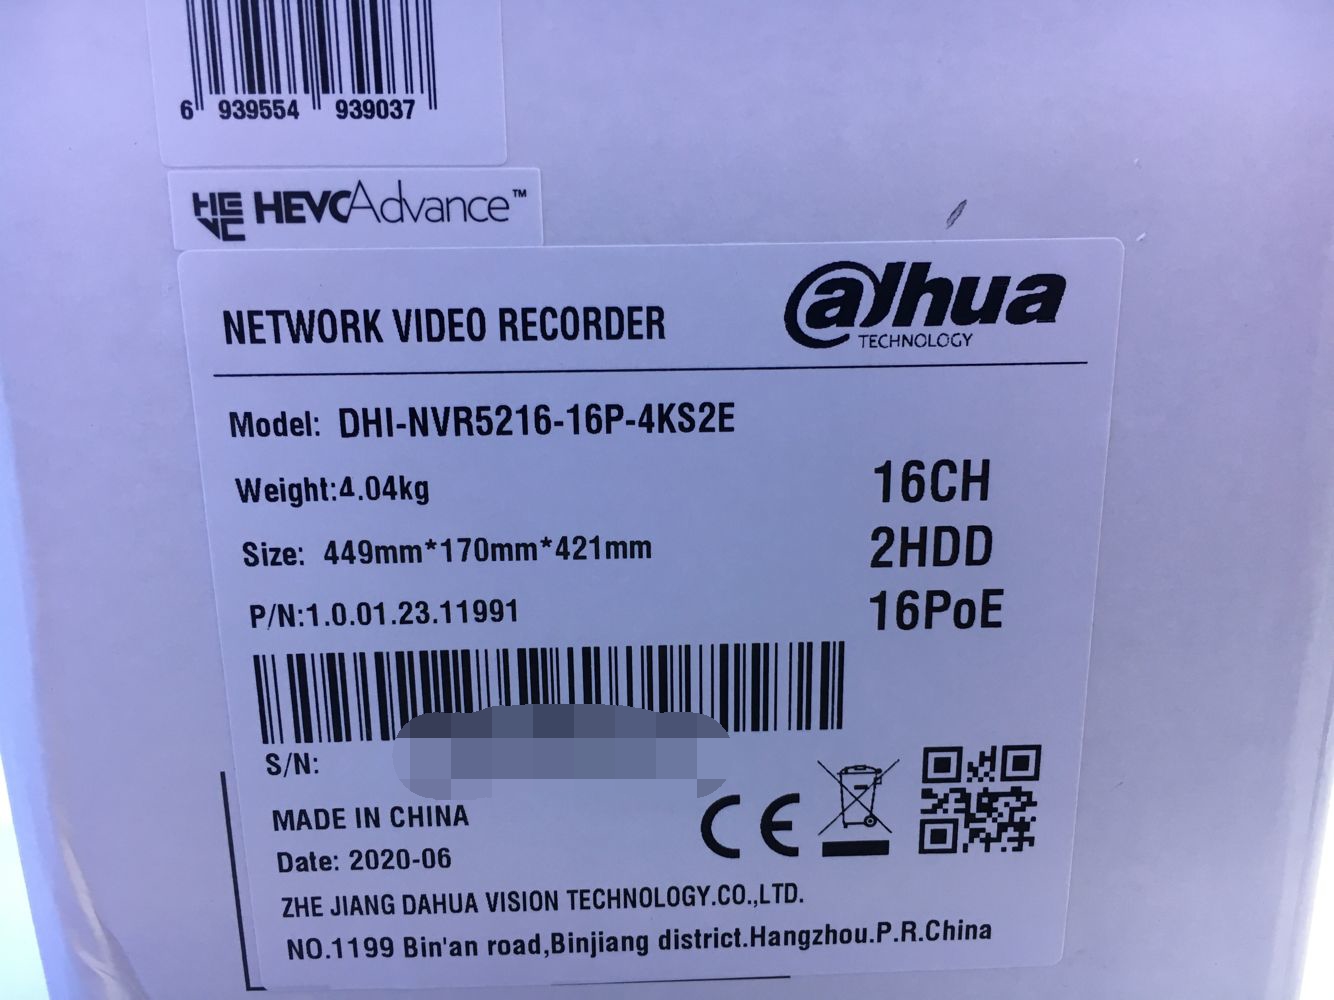 6 939554 939037
HEVC HEVCAdvance™
NETWORK VIDEO RECORDER
alhua
TECHNOLOGY
Model: DHI-NVR5216-16P-4KS2E
Weight:4.04kg
16CH
Size: 449mm*170mm*421mm
2HDD
P/N:1.0.01.23.11991
16PoE
S/N:
MADE IN CHINA
CE
Date: 2020-06
ZHE JIANG DAHUA VISION TECHNOLOGY.CO.,LTD.
NO.1199 Bin'an road,Binjiang district.Hangzhou.P.R.China